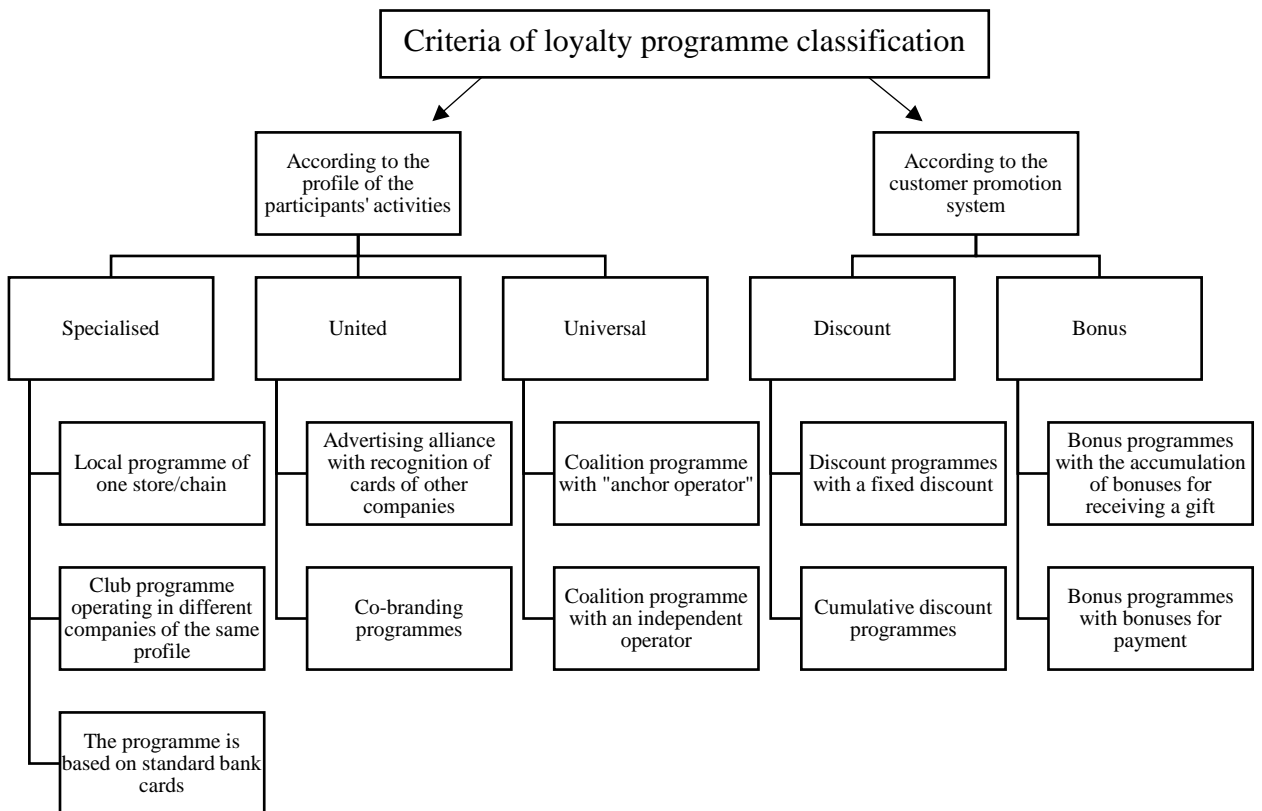 Criteria of loyalty programme classification
According to the
profile of the
participants' activities
According to the
customer promotion
system
Specialised
United
Universal
Discount
Bonus
Local programme of
one store/chain
Advertising alliance
with recognition of
cards of other
companies
Coalition programme
with "anchor operator"
Discount programmes
with a fixed discount
Bonus programmes
with the accumulation
of bonuses for
receiving a gift
Club programme
operating in different
companies of the same
profile
Co-branding
programmes
Coalition programme
with an independent
operator
Cumulative discount
programmes
Bonus programmes
with bonuses for
payment
The programme is
based on standard bank
cards